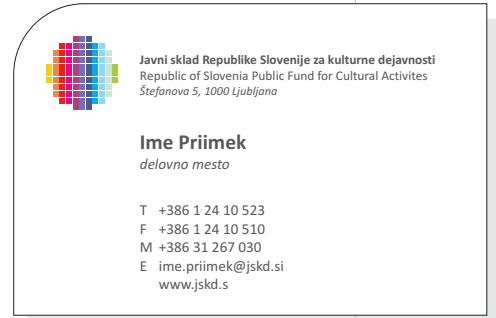 Javni sklad Republike Slovenije za kulturne dejavnosti
Republic of Slovenia Public Fund for Cultural Activites
Štefanova 5, 1000 Ljubljana
Ime Priimek
delovno mesto
T +386 1 24 10 523
F +386 1 24 10 510
M +386 31 267 030
E ime.priimek@jskd.si
www.jskd.s